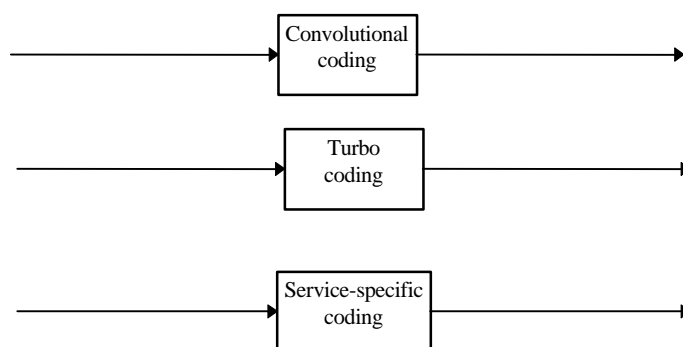 Convolutional
coding
Turbo
coding
Service-specific
coding